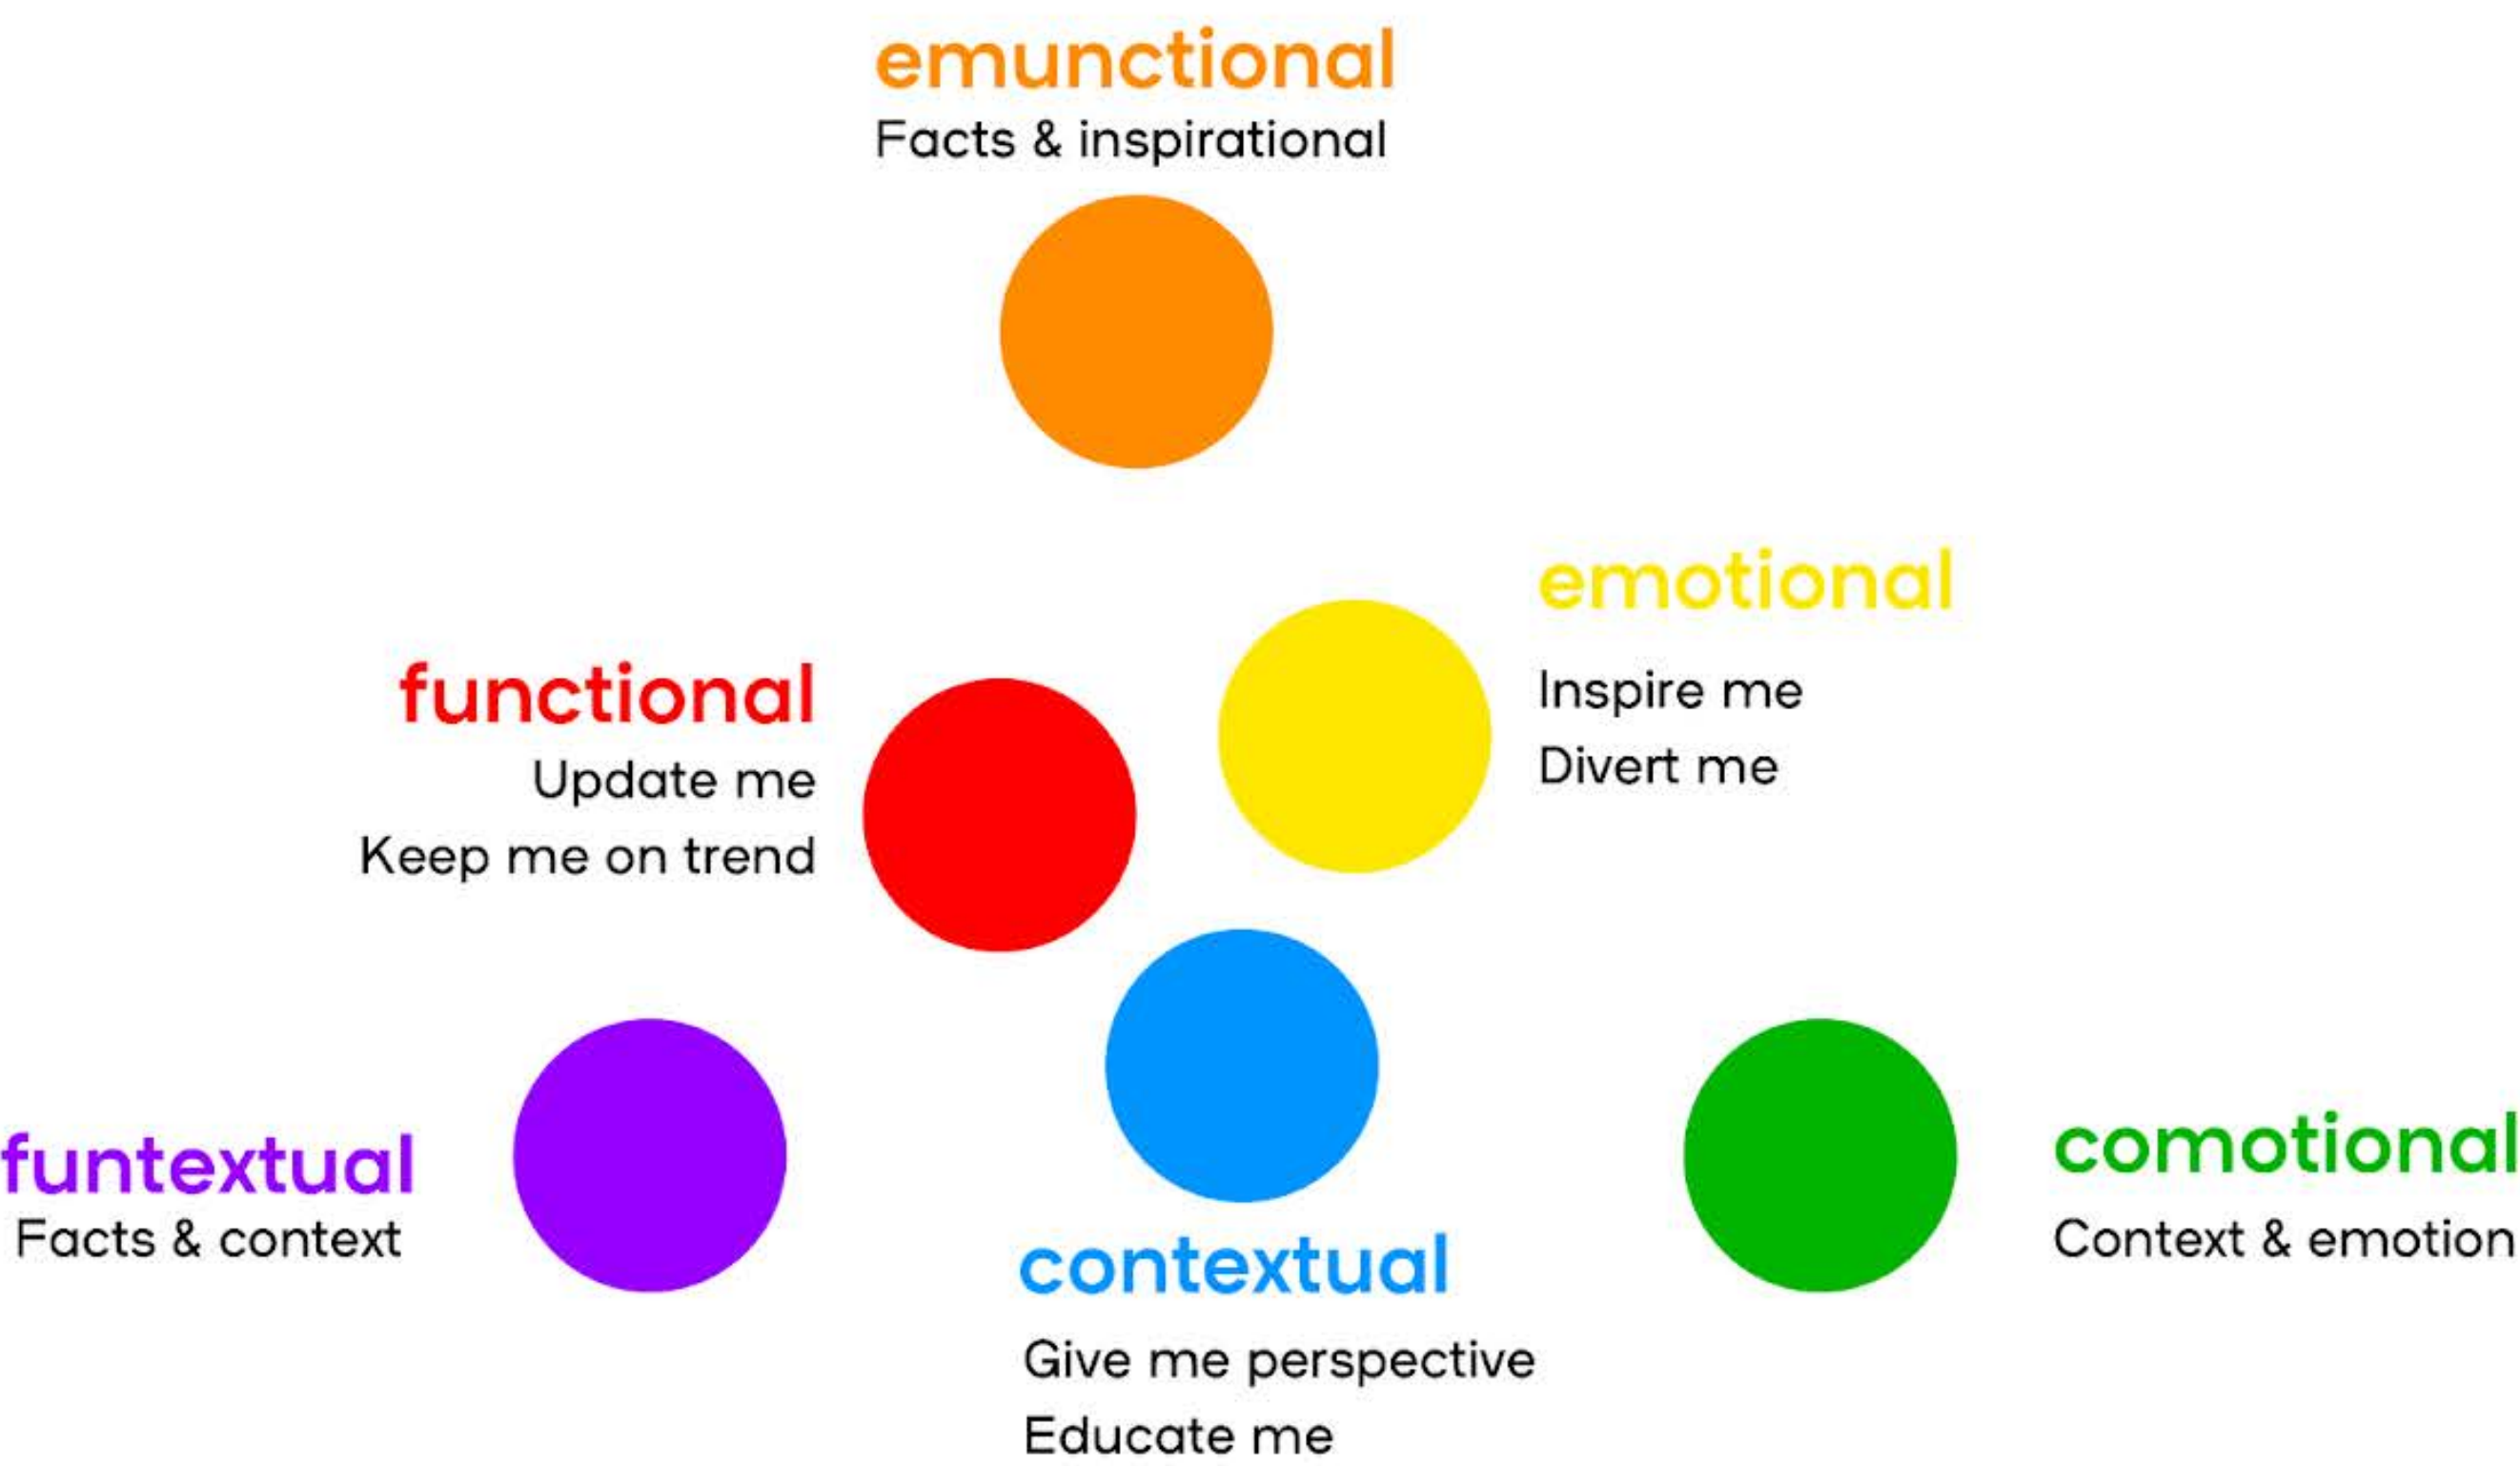 emunctional
Facts & inspirational
emotional
Inspire me
Divert me
functional
Update me
Keep me on trend
funtextual
Facts & context
contextual
Give me perspective
Educate me
comotional
Context & emotion